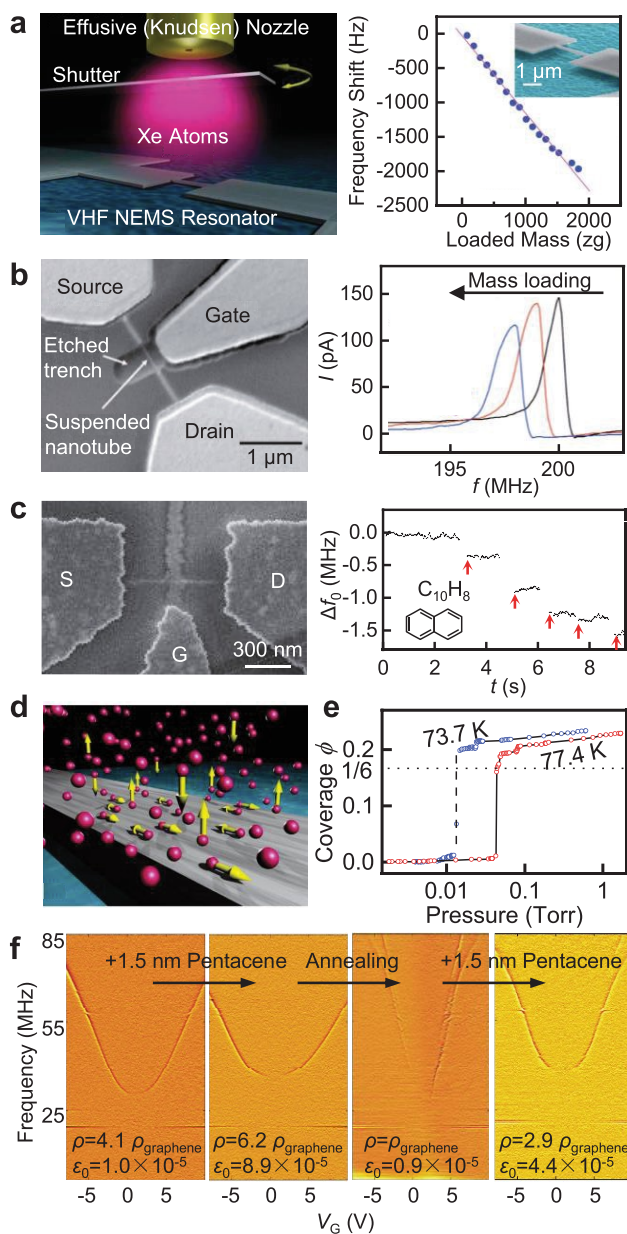 a
Effusive (Knudsen) Nozzle
Shutter
Xe Atoms
VHF NEMS Resonator
Frequency Shift (Hz)
0
-500
-1000
-1500
-2000
-2500
1 μm
0 1000 2000
Loaded Mass (zg)
b
Source
Gate
Etched
trench
Suspended
nanotube
Drain
1 μm
Mass loading
I (pA)
150
100
50
0
195 200
f (MHz)
c
S
D
G
300 nm
Δf₀ (MHz)
0.0
-0.5
-1.0
-1.5
C₁₀H₈
0 2 4 6 8
t (s)
d
e
Coverage ϕ
0.2
1/6
0.1
0.0
73.7 K
77.4 K
0.01 0.1 1
Pressure (Torr)
f
Frequency (MHz)
85
55
25
+1.5 nm Pentacene
Annealing
+1.5 nm Pentacene
ρ=4.1 ρgraphene
ε₀=1.0×10⁻⁵
ρ=6.2 ρgraphene
ε₀=8.9×10⁻⁵
ρ=ρgraphene
ε₀=0.9×10⁻⁵
ρ=2.9 ρgraphene
ε₀=4.4×10⁻⁵
-5 0 5 -5 0 5 -5 0 5 -5 0 5
V_G (V)